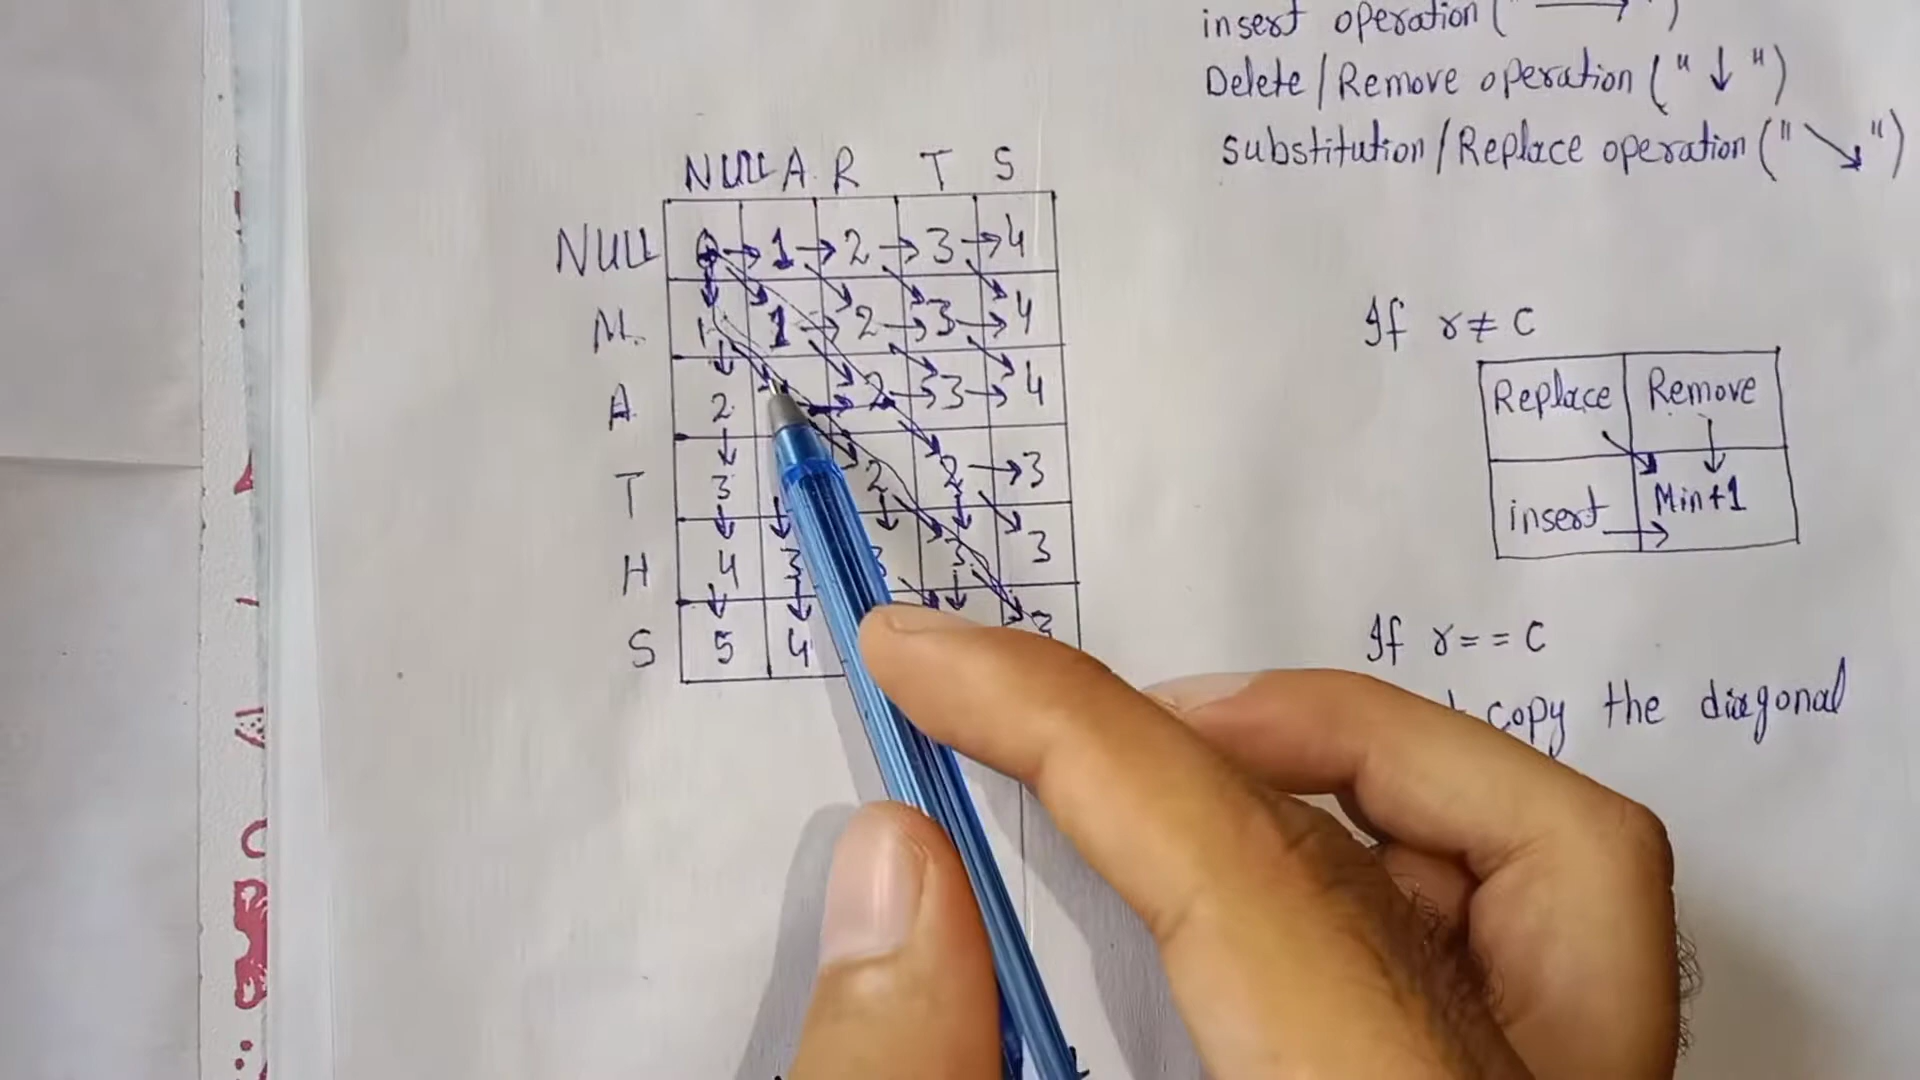 insert operation ( " → " )
Delete / Remove operation ( " ↓ " )
substitution / Replace operation ( " ↘ " )
NULL A R T S
NULL 0 → 1 → 2 → 3 → 4
M 1 1 → 2 → 3 → 4
A 2 → 2 → 3 → 4
T 3 2 2 → 3
H 4 3 3 3 3
S 5 4 3
If r ≠ C
Replace Remove
insert → Min+1
If r == C
copy the diagonal